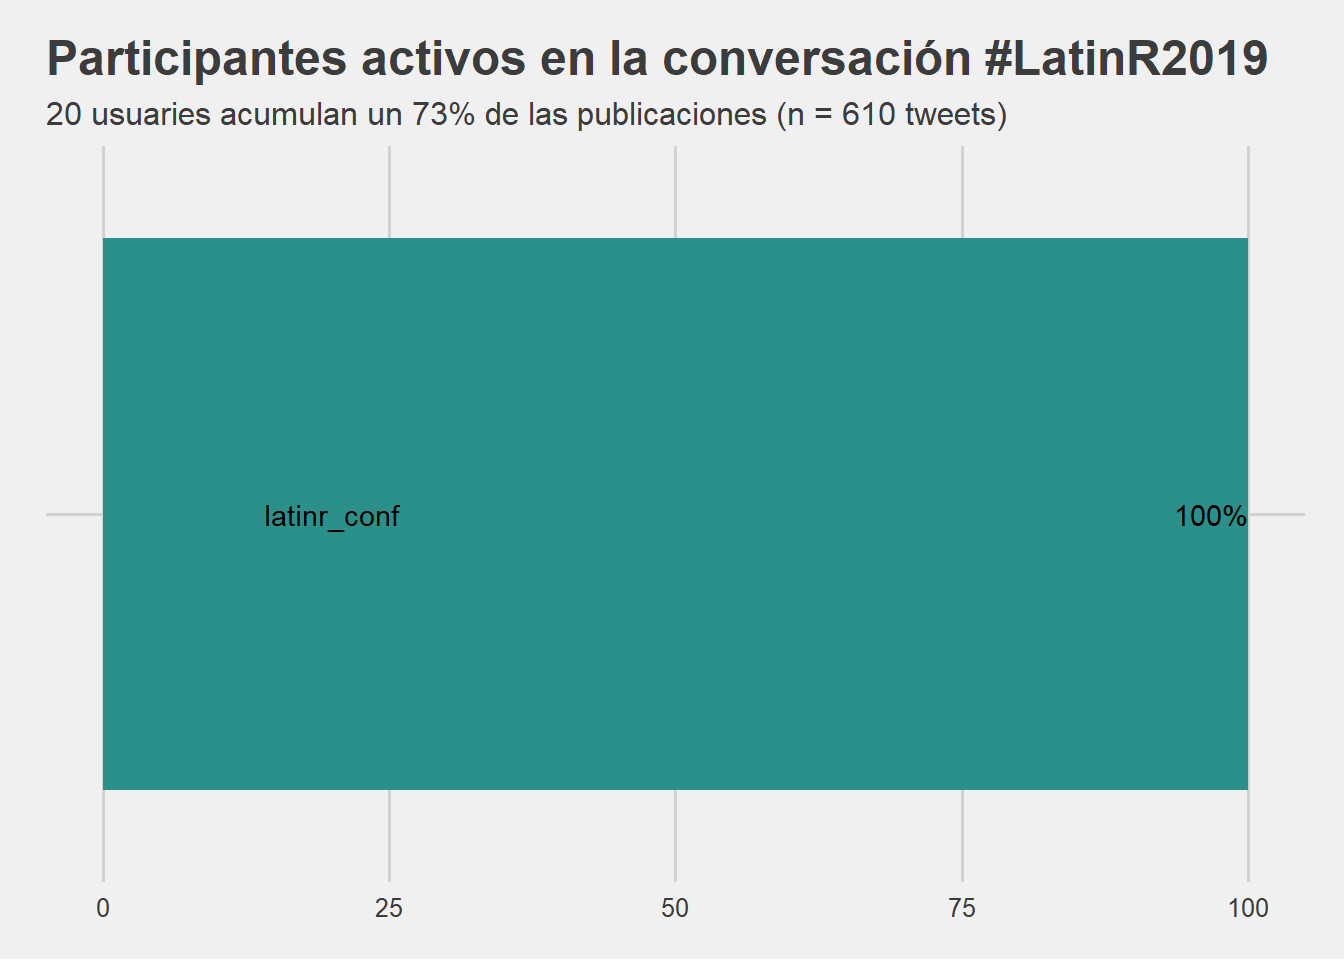 Participantes activos en la conversación #LatinR2019
20 usuaries acumulan un 73% de las publicaciones (n = 610 tweets)
latinr_conf 100%
0 25 50 75 100